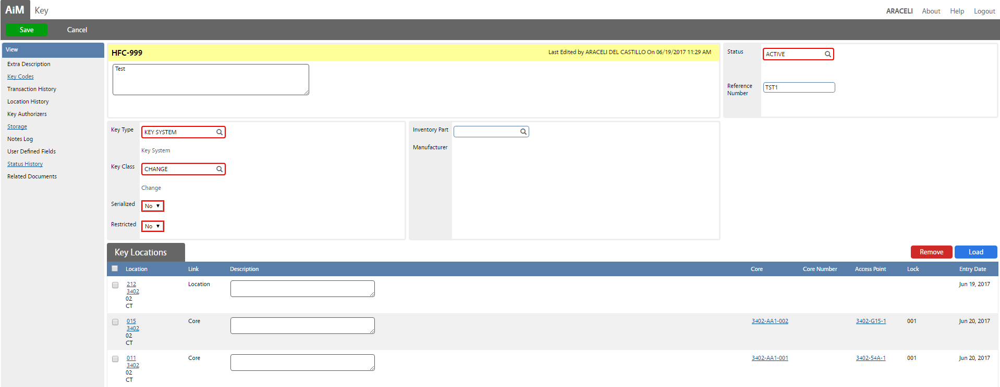 AiM Key ARACELI About Help Logout
Save Cancel
View
Extra Description
Key Codes
Transaction History
Location History
Key Authorizers
Storage
Notes Log
User Defined Fields
Status History
Related Documents
HFC-999 Last Edited by ARACELI DEL CASTILLO On 06/19/2017 11:29 AM
Test
Status ACTIVE
Reference
Number TST1
Key Type KEY SYSTEM
Key System
Key Class CHANGE
Change
Serialized No
Restricted No
Inventory Part
Manufacturer
Key Locations Remove Load
Location Link Description Core Core Number Access Point Lock Entry Date
212 Location Jun 19, 2017
3402
02
CT
015 Core 3402-AA1-002 3402-G15-1 001 Jun 20, 2017
3402
02
CT
011 Core 3402-AA1-001 3402-54A-1 001 Jun 20, 2017
3402
02
CT